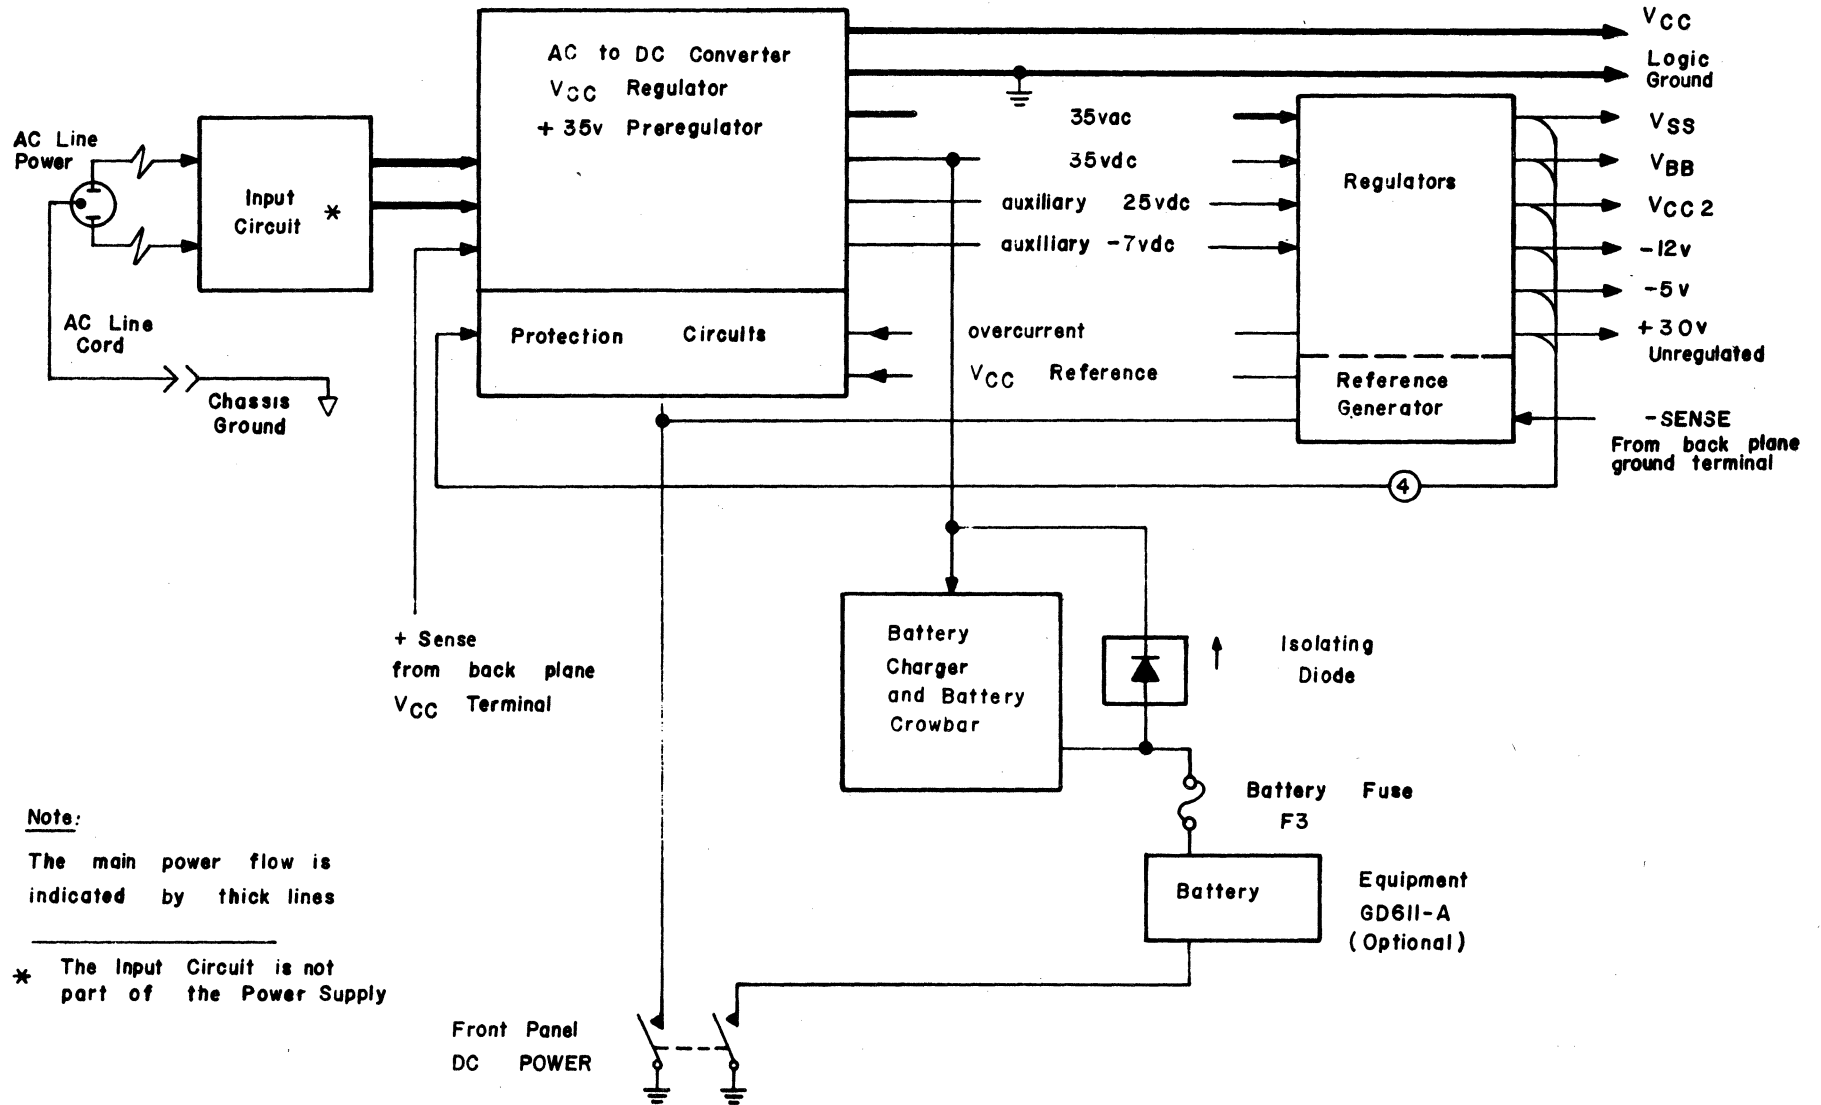 AC Line
Power
AC Line
Cord
Chassis
Ground
Input
Circuit *
AC to DC Converter
VCC Regulator
+ 35v Preregulator
Protection Circuits
35vac
35vdc
auxiliary 25vdc
auxiliary -7vdc
overcurrent
VCC Reference
Regulators
Reference
Generator
VCC
Logic
Ground
VSS
VBB
VCC2
-12v
-5v
+30v
Unregulated
-SENSE
From back plane
ground terminal
4
+ Sense
from back plane
VCC Terminal
Battery
Charger
and Battery
Crowbar
Isolating
Diode
Battery Fuse
F3
Battery
Equipment
GD611-A
(Optional)
Note:
The main power flow is
indicated by thick lines
* The Input Circuit is not
part of the Power Supply
Front Panel
DC POWER